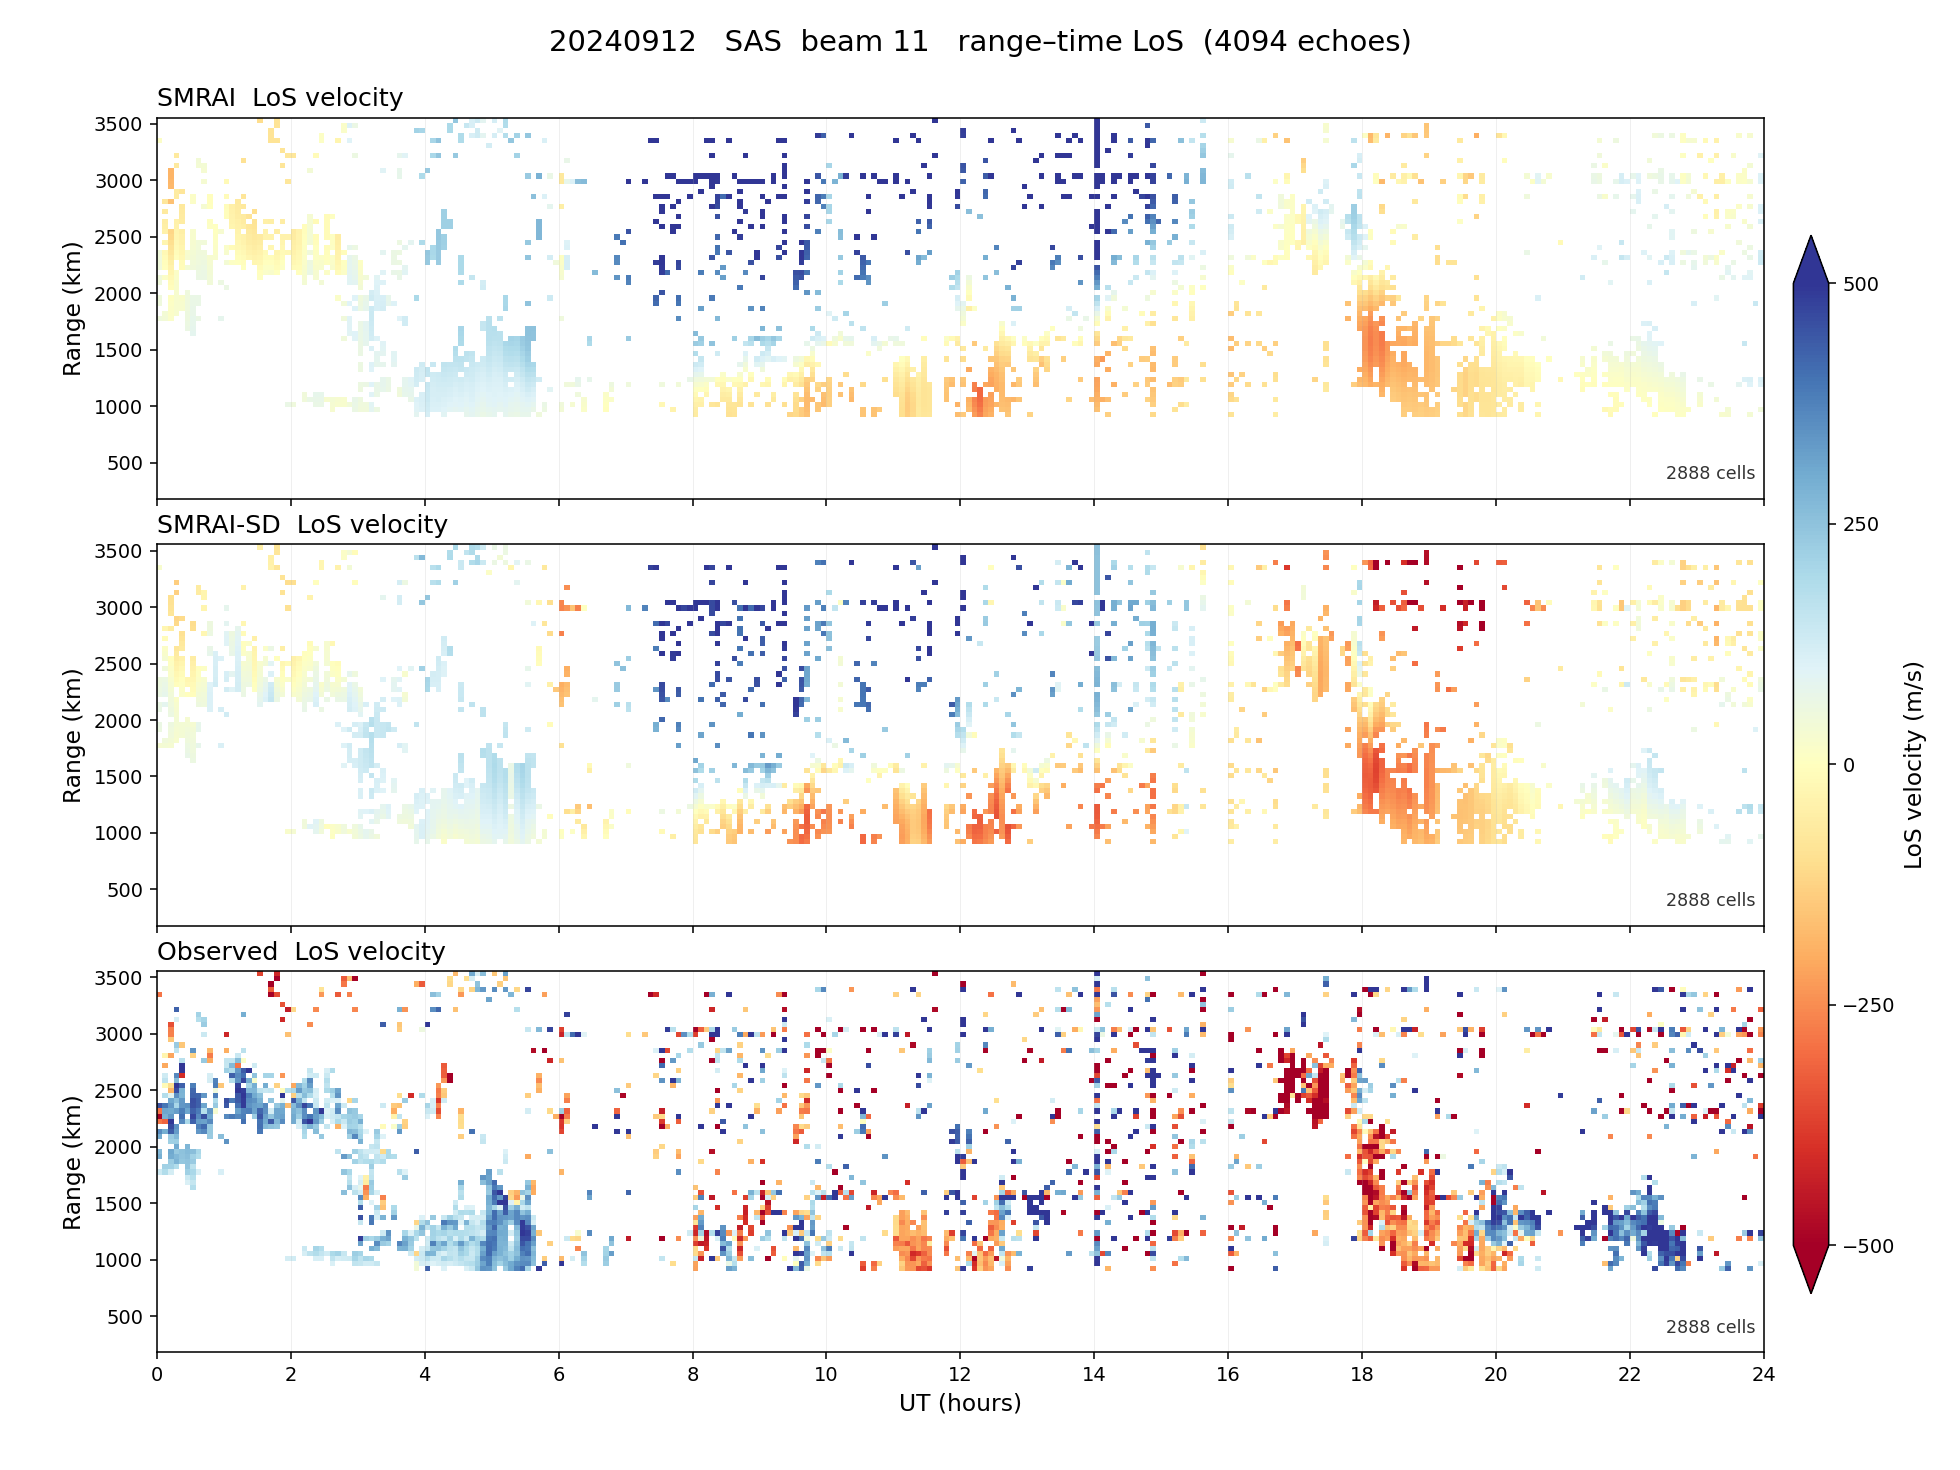 20240912   SAS  beam 11   range–time LoS  (4094 echoes)
SMRAI  LoS velocity
3500
3000
2500
2000
1500
1000
500
Range (km)
2888 cells
SMRAI-SD  LoS velocity
3500
3000
2500
2000
1500
1000
500
Range (km)
2888 cells
Observed  LoS velocity
3500
3000
2500
2000
1500
1000
500
Range (km)
2888 cells
0 2 4 6 8 10 12 14 16 18 20 22 24
UT (hours)
500
250
0
−250
−500
LoS velocity (m/s)